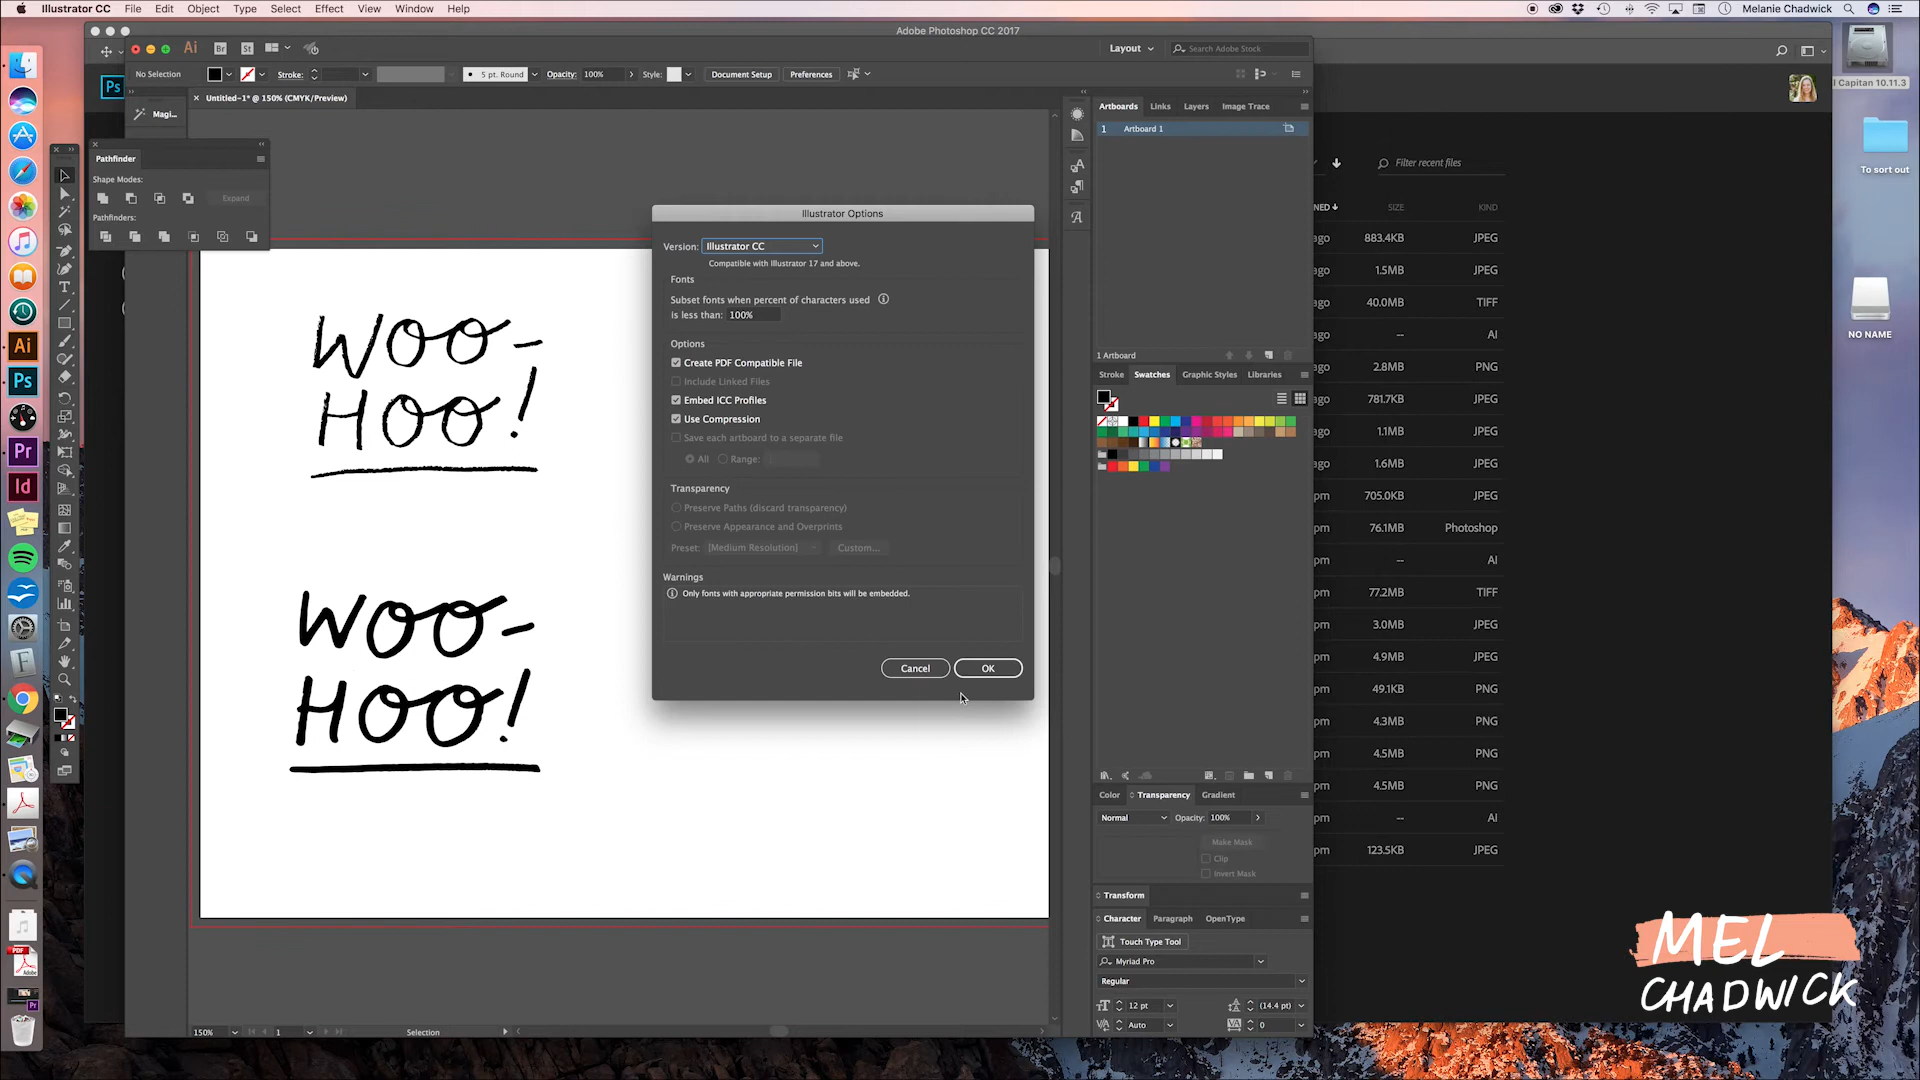 Illustrator CC File Edit Object Type Select Effect View Window Help
Melanie Chadwick
Adobe Photoshop CC 2017
Ai Br St
Layout
Search Adobe Stock
No Selection
Stroke:
5 pt. Round
Opacity: 100%
Style:
Document Setup
Preferences
Ps
Untitled-1* @ 150% (CMYK/Preview)
Magi...
Pathfinder
Shape Modes:
Expand
Pathfinders:
WOO-
HOO!
WOO-
HOO!
Illustrator Options
Version: Illustrator CC
Compatible with Illustrator 17 and above.
Fonts
Subset fonts when percent of characters used
is less than: 100%
Options
Create PDF Compatible File
Include Linked Files
Embed ICC Profiles
Use Compression
Save each artboard to a separate file
All Range:
Transparency
Preserve Paths (discard transparency)
Preserve Appearance and Overprints
Preset: [Medium Resolution] Custom...
Warnings
Only fonts with appropriate permission bits will be embedded.
Cancel OK
Artboards Links Layers Image Trace
1 Artboard 1
1 Artboard
Stroke Swatches Graphic Styles Libraries
Color Transparency Gradient
Normal Opacity: 100%
Make Mask
Clip
Invert Mask
Transform
Character Paragraph OpenType
Touch Type Tool
Myriad Pro
Regular
12 pt (14.4 pt)
Auto 0
150% 1 Selection
Filter recent files
NED SIZE KIND
ago 883.4KB JPEG
ago 1.5MB JPEG
ago 40.0MB TIFF
ago -- AI
ago 2.8MB PNG
ago 781.7KB JPEG
ago 1.1MB JPEG
ago 1.6MB JPEG
pm 705.0KB JPEG
pm 76.1MB Photoshop
pm -- AI
pm 77.2MB TIFF
pm 3.0MB JPEG
pm 4.9MB JPEG
pm 49.1KB PNG
pm 4.3MB PNG
pm 4.5MB PNG
pm 4.5MB PNG
pm -- AI
pm 123.5KB JPEG
l Capitan 10.11.3
To sort out
NO NAME
Ai
Ps
Pr
Id
PDF
Pr
MEL
CHADWICK